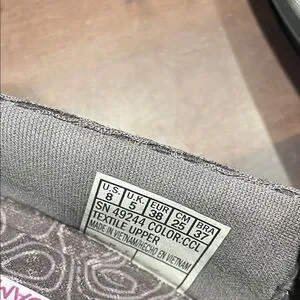 U.S. U.K. EUR CM BRA
8 5 38 25 37
SN 49244 COLOR:CCL
TEXTILE UPPER
MADE IN VIETNAM/HECHO EN VIETNAM